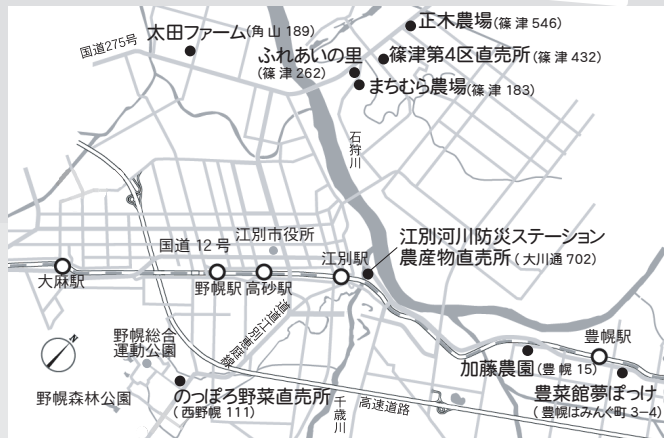 国道275号
太田ファーム(角山 189)
正木農場(篠津 546)
ふれあいの里
(篠津 262)
篠津第4区直売所(篠津 432)
まちむら農場(篠津 183)
石狩川
国道 12 号
江別市役所
江別駅
江別河川防災ステーション
農産物直売所(大川通 702)
大麻駅
野幌駅
高砂駅
道道江別恵庭線
N
野幌総合
運動公園
野幌森林公園
のっぽろ野菜直売所
(西野幌 111)
千歳川
高速道路
豊幌駅
加藤農園(豊幌 15)
豊菜館夢ぽっけ
(豊幌はみんぐ町 3−4)